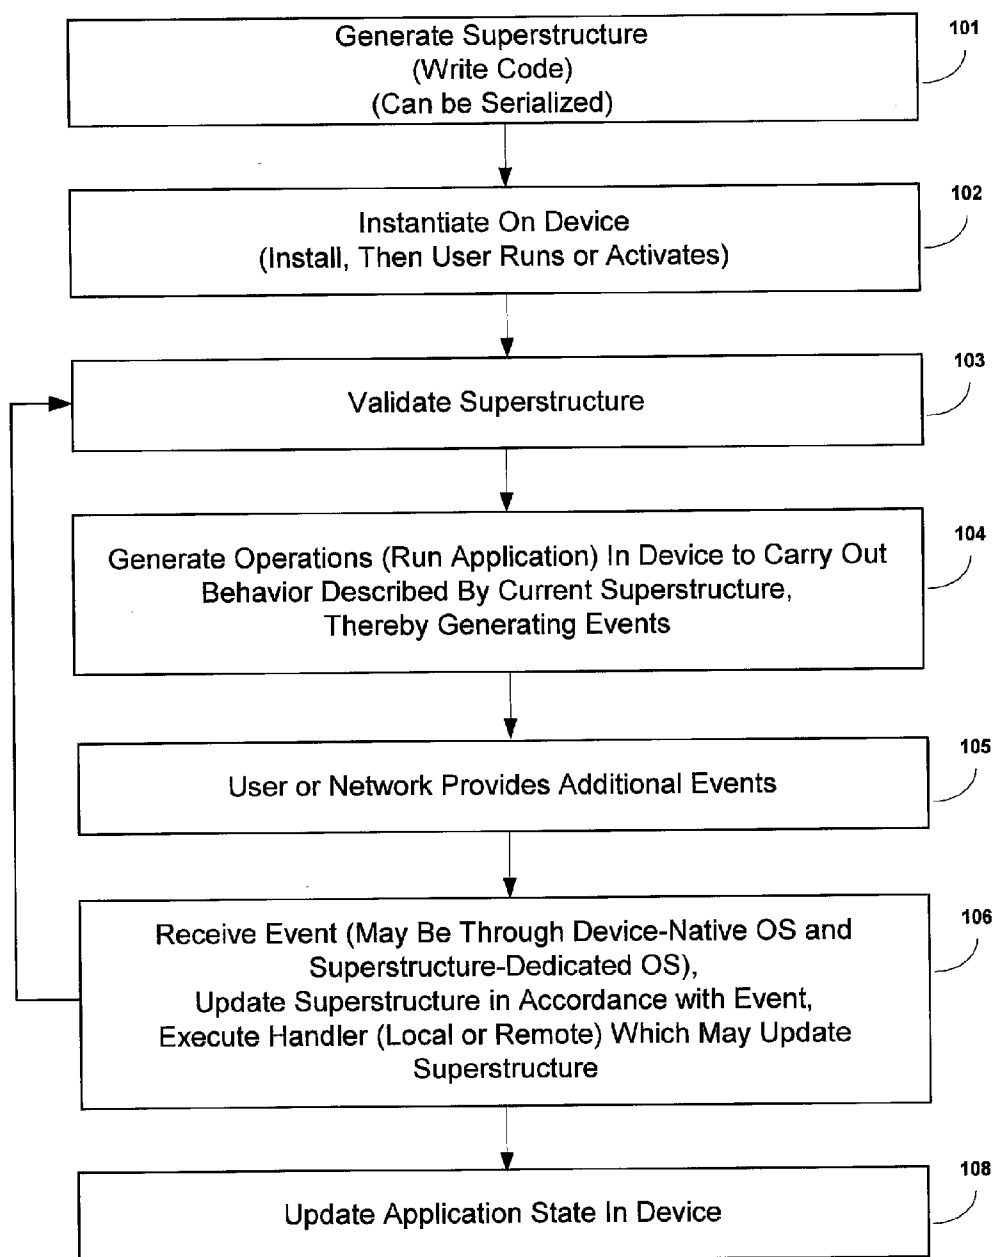 Generate Superstructure
(Write Code)
(Can be Serialized)
101
Instantiate On Device
(Install, Then User Runs or Activates)
102
Validate Superstructure
103
Generate Operations (Run Application) In Device to Carry Out
Behavior Described By Current Superstructure,
Thereby Generating Events
104
User or Network Provides Additional Events
105
Receive Event (May Be Through Device-Native OS and
Superstructure-Dedicated OS),
Update Superstructure in Accordance with Event,
Execute Handler (Local or Remote) Which May Update
Superstructure
106
Update Application State In Device
108